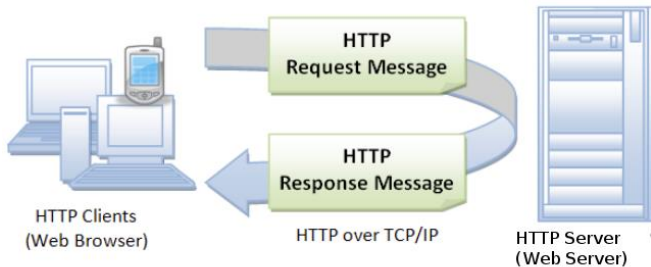 HTTP
Request Message
HTTP
Response Message
HTTP Clients
(Web Browser)
HTTP over TCP/IP
HTTP Server
(Web Server)